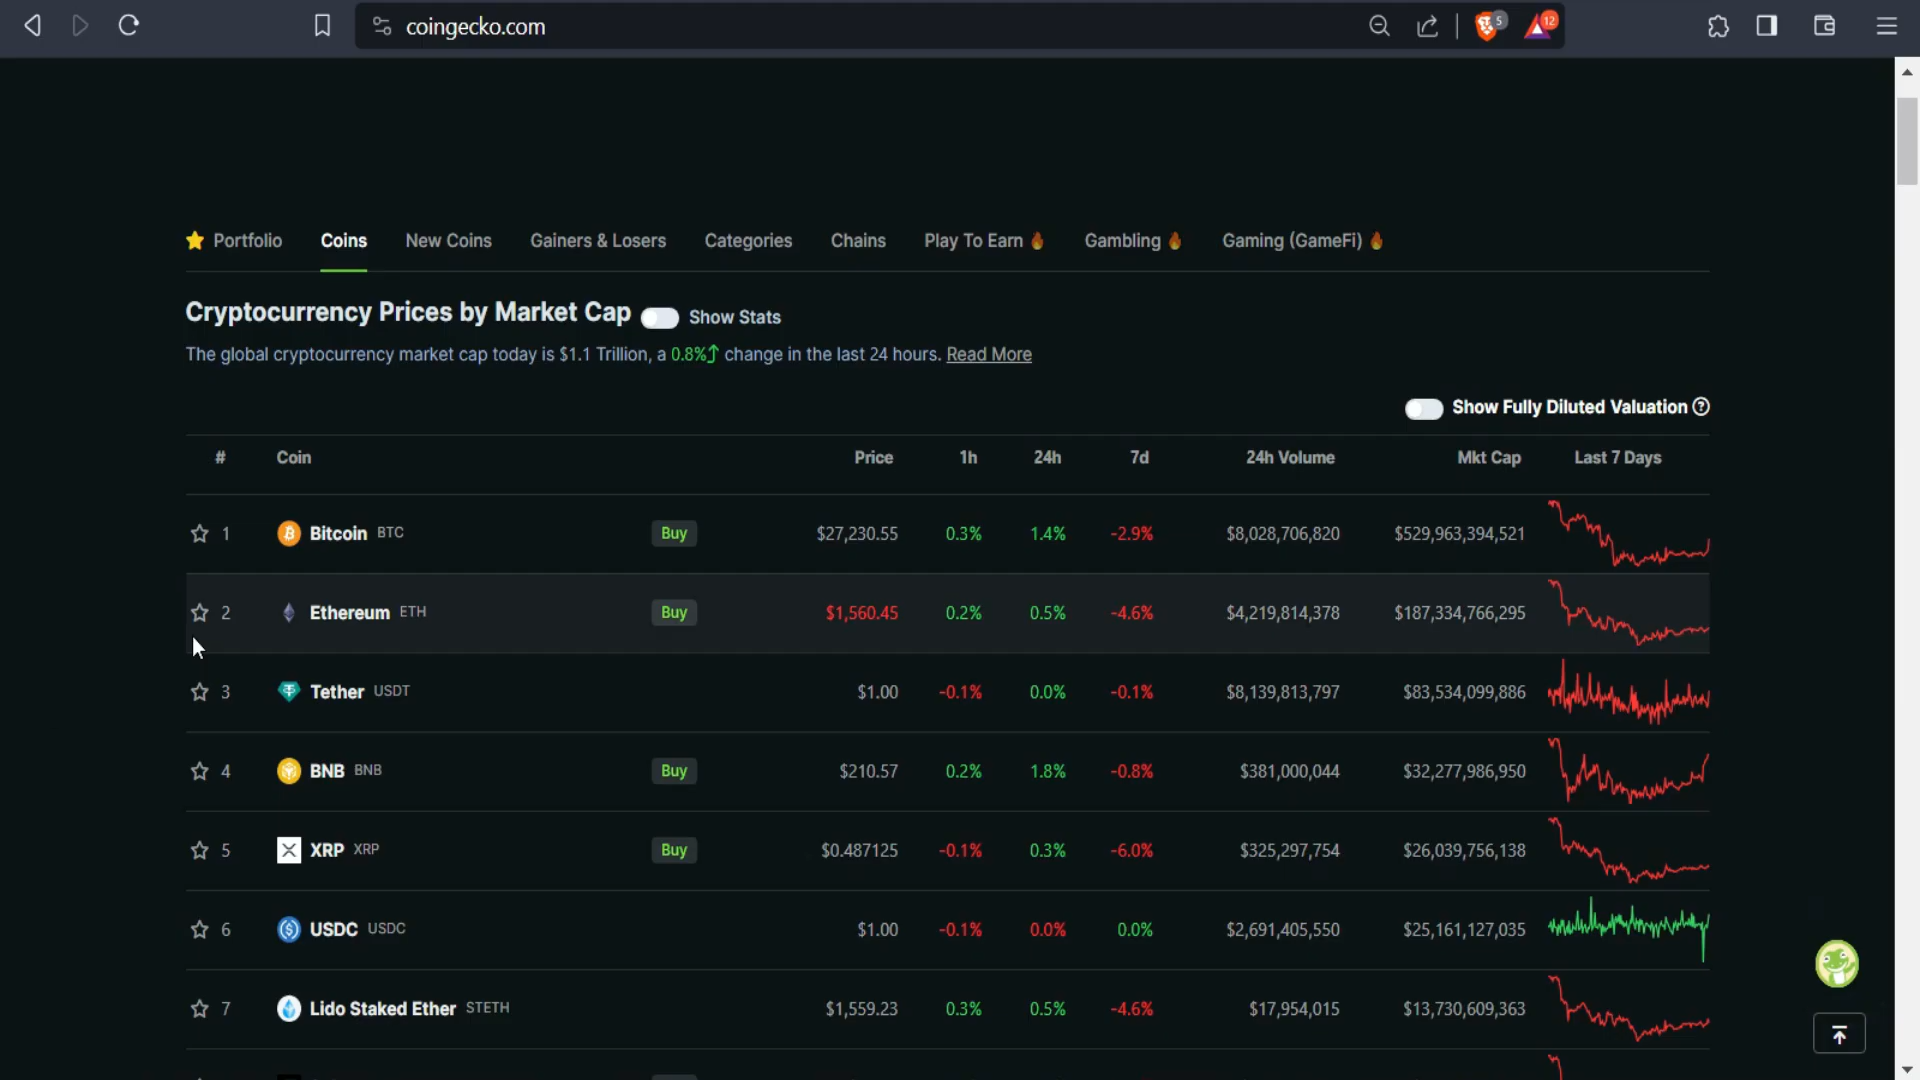 coingecko.com 5 12
Portfolio Coins New Coins Gainers & Losers Categories Chains Play To Earn Gambling Gaming (GameFi)
Cryptocurrency Prices by Market Cap Show Stats
The global cryptocurrency market cap today is $1.1 Trillion, a 0.8% change in the last 24 hours. Read More
Show Fully Diluted Valuation ?
# Coin Price 1h 24h 7d 24h Volume Mkt Cap Last 7 Days
1 Bitcoin BTC Buy $27,230.55 0.3% 1.4% -2.9% $8,028,706,820 $529,963,394,521
2 Ethereum ETH Buy $1,560.45 0.2% 0.5% -4.6% $4,219,814,378 $187,334,766,295
3 Tether USDT $1.00 -0.1% 0.0% -0.1% $8,139,813,797 $83,534,099,886
4 BNB BNB Buy $210.57 0.2% 1.8% -0.8% $381,000,044 $32,277,986,950
5 XRP XRP Buy $0.487125 -0.1% 0.3% -6.0% $325,297,754 $26,039,756,138
6 USDC USDC $1.00 -0.1% 0.0% 0.0% $2,691,405,550 $25,161,127,035
7 Lido Staked Ether STETH $1,559.23 0.3% 0.5% -4.6% $17,954,015 $13,730,609,363